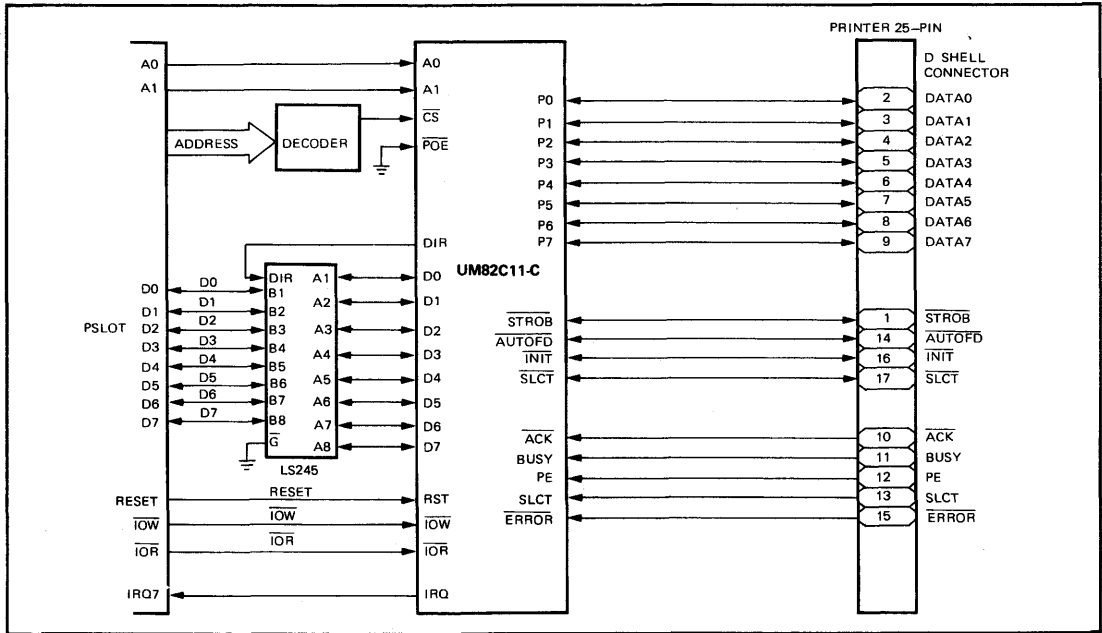 PRINTER 25-PIN
D SHELL
CONNECTOR
A0
A1
ADDRESS
DECODER
A0
A1
CS
POE
DIR
UM82C11-C
PSLOT
D0
D1
D2
D3
D4
D5
D6
D7
D0
D1
D2
D3
D4
D5
D6
D7
DIR
B1
B2
B3
B4
B5
B6
B7
B8
G
A1
A2
A3
A4
A5
A6
A7
A8
LS245
D0
D1
D2
D3
D4
D5
D6
D7
RESET
IOW
IOR
IRQ7
RESET
IOW
IOR
RST
IOW
IOR
IRQ
P0
P1
P2
P3
P4
P5
P6
P7
STROB
AUTOFD
INIT
SLCT
ACK
BUSY
PE
SLCT
ERROR
2 DATA0
3 DATA1
4 DATA2
5 DATA3
6 DATA4
7 DATA5
8 DATA6
9 DATA7
1 STROB
14 AUTOFD
16 INIT
17 SLCT
10 ACK
11 BUSY
12 PE
13 SLCT
15 ERROR